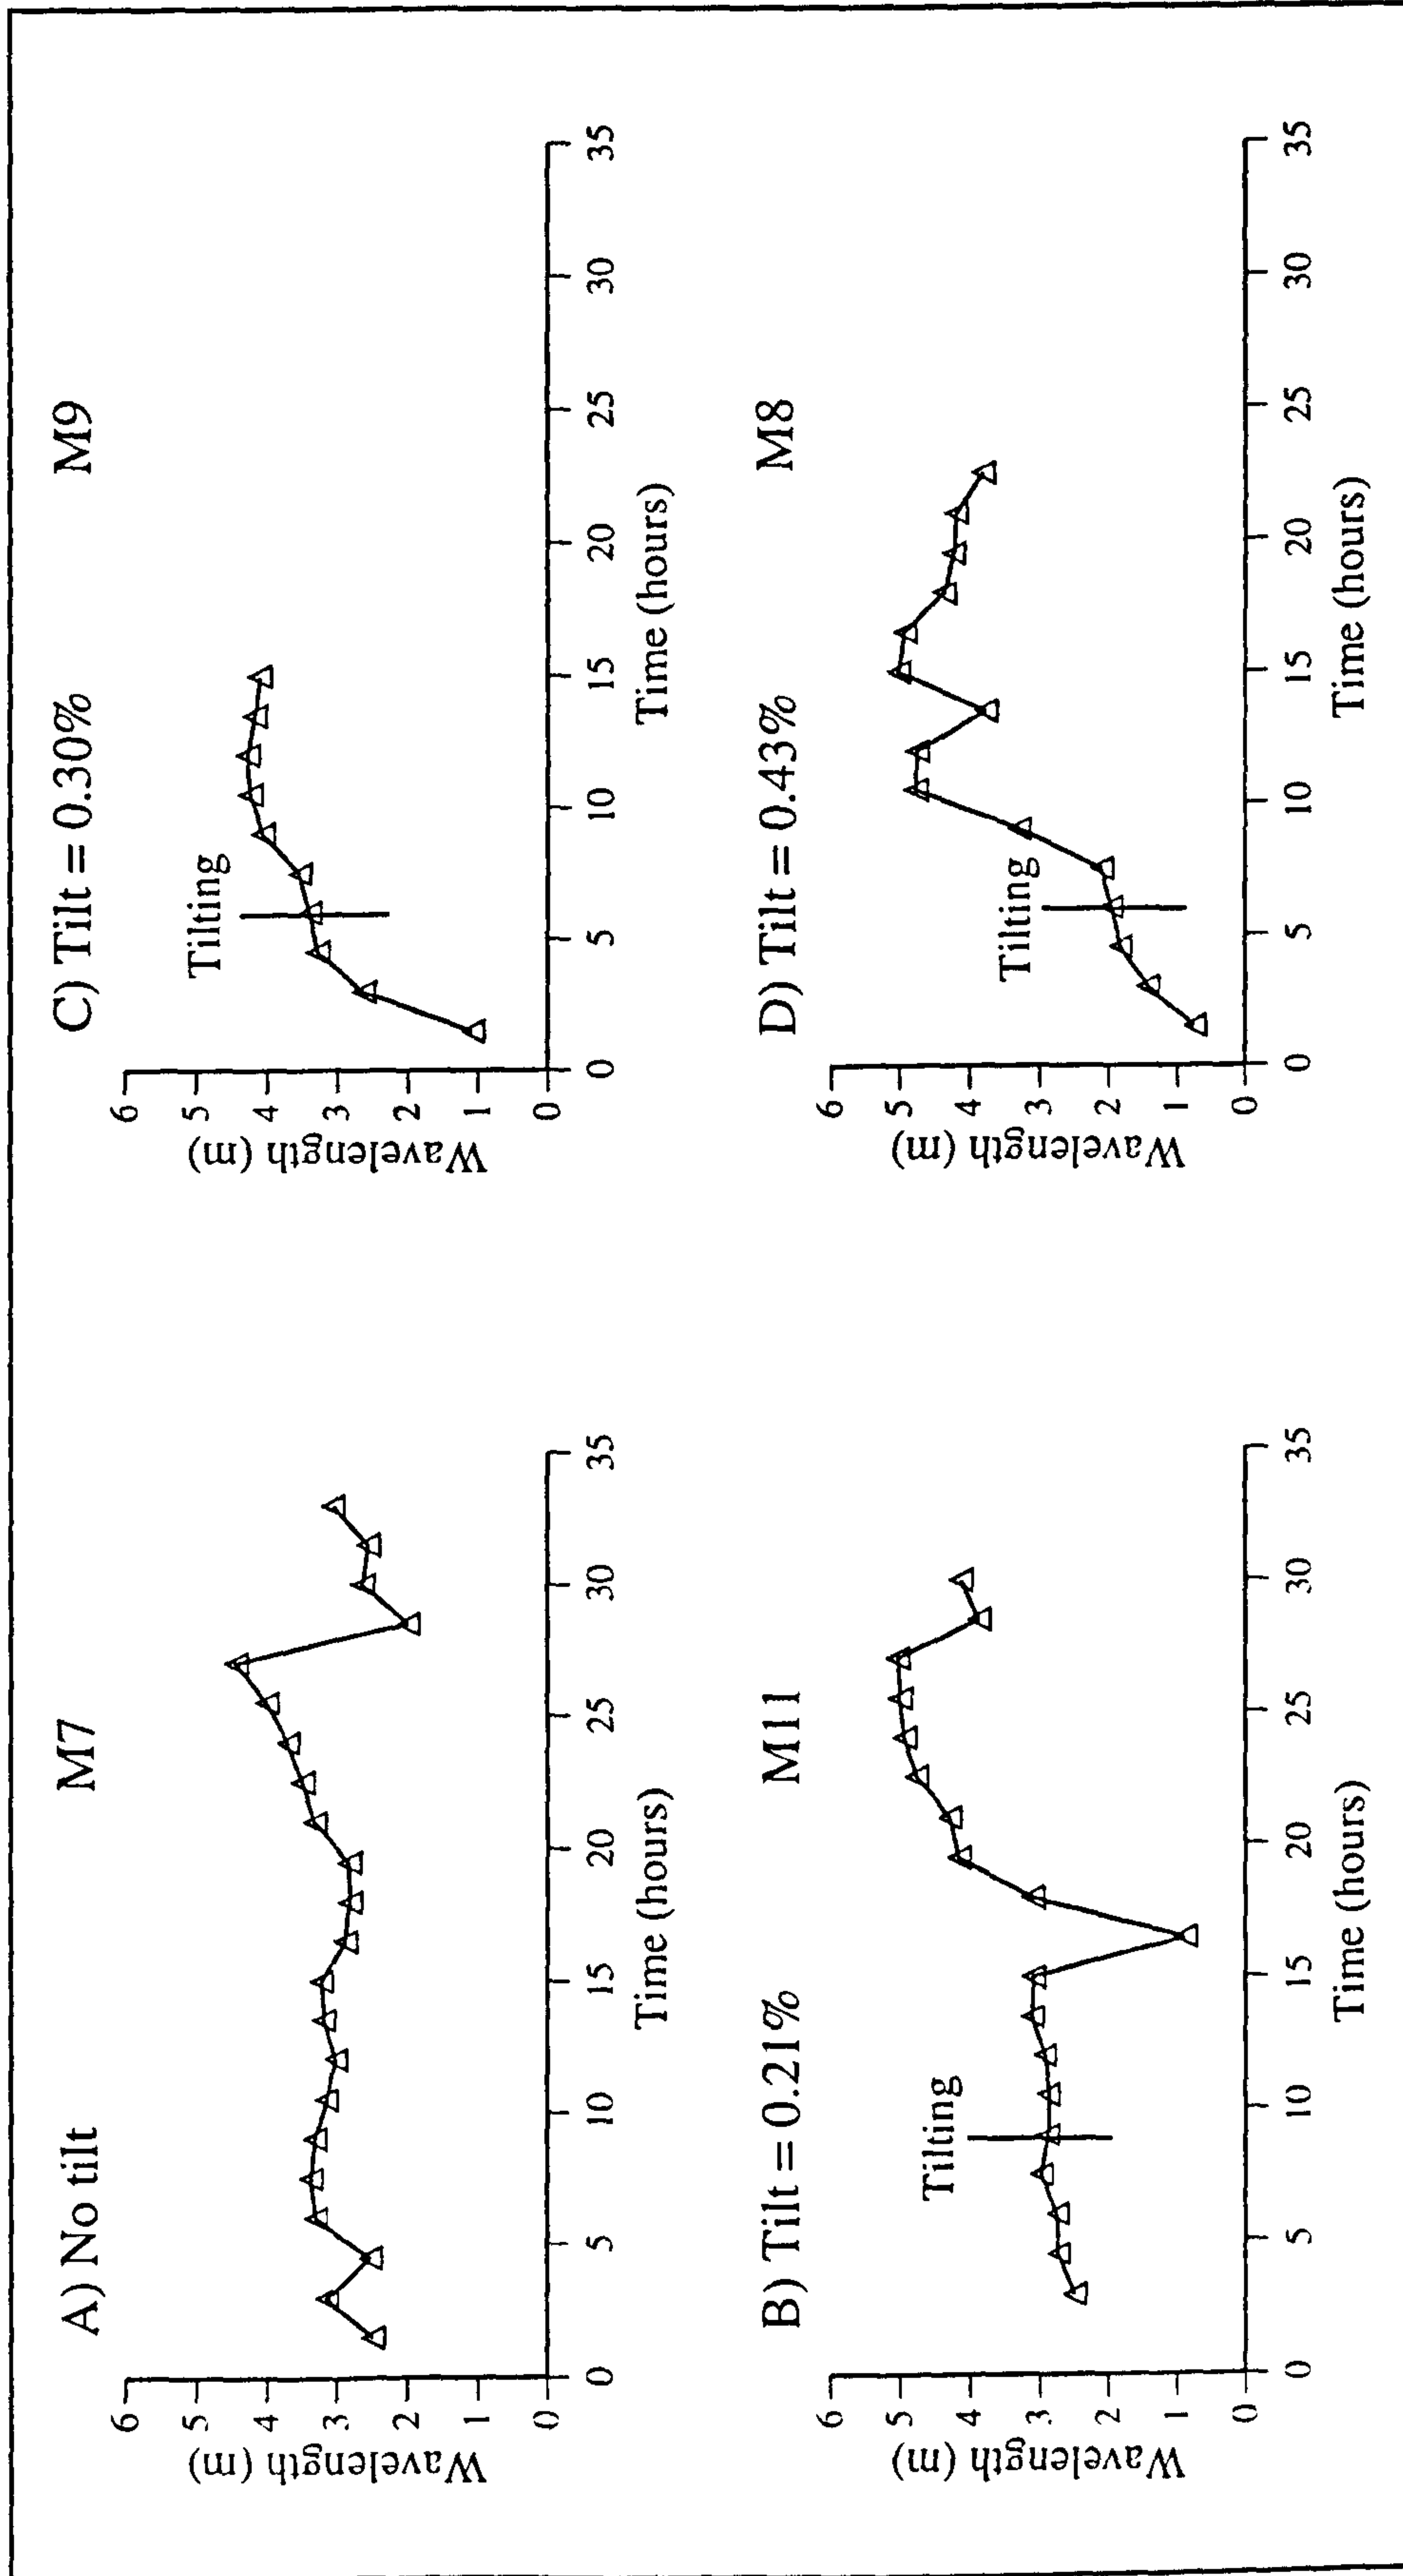 A) No tilt M7
Wavelength (m)
6
5
4
3
2
1
0
0 5 10 15 20 25 30 35
Time (hours)
C) Tilt = 0.30% M9
Wavelength (m)
6
5
4
3
2
1
0
Tilting
0 5 10 15 20 25 30 35
Time (hours)
B) Tilt = 0.21% M11
Wavelength (m)
6
5
4
3
2
1
0
Tilting
0 5 10 15 20 25 30 35
Time (hours)
D) Tilt = 0.43% M8
Wavelength (m)
6
5
4
3
2
1
0
Tilting
0 5 10 15 20 25 30 35
Time (hours)